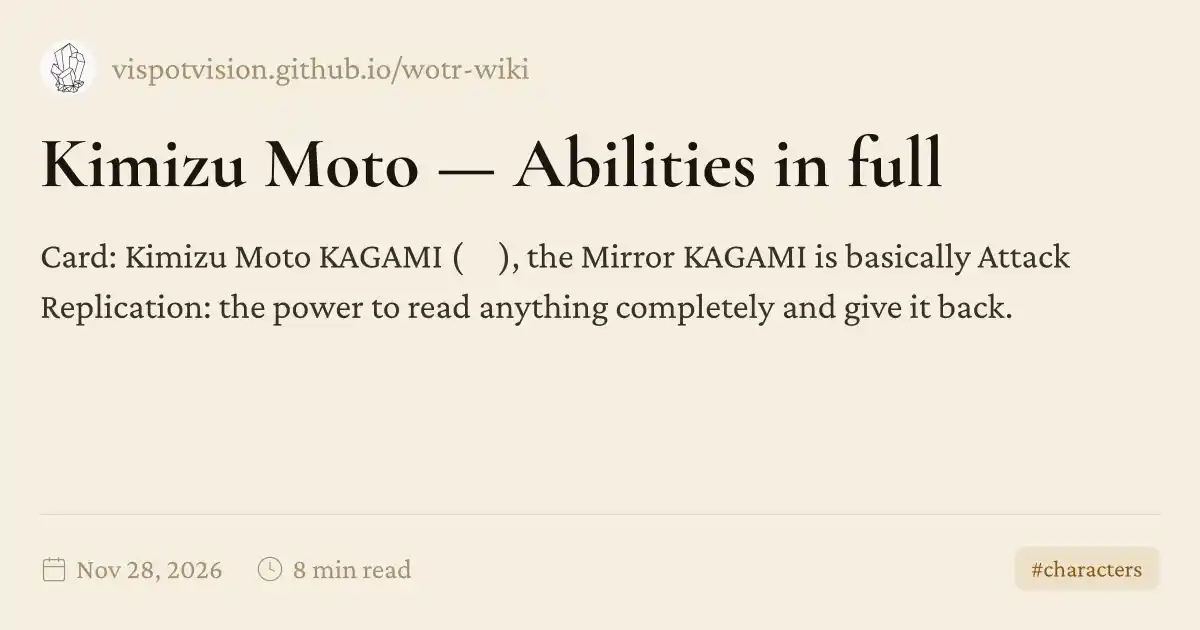 vispotvision.github.io/wotr-wiki
Kimizu Moto — Abilities in full
Card: Kimizu Moto KAGAMI (    ), the Mirror KAGAMI is basically Attack
Replication: the power to read anything completely and give it back.
Nov 28, 2026
8 min read
#characters